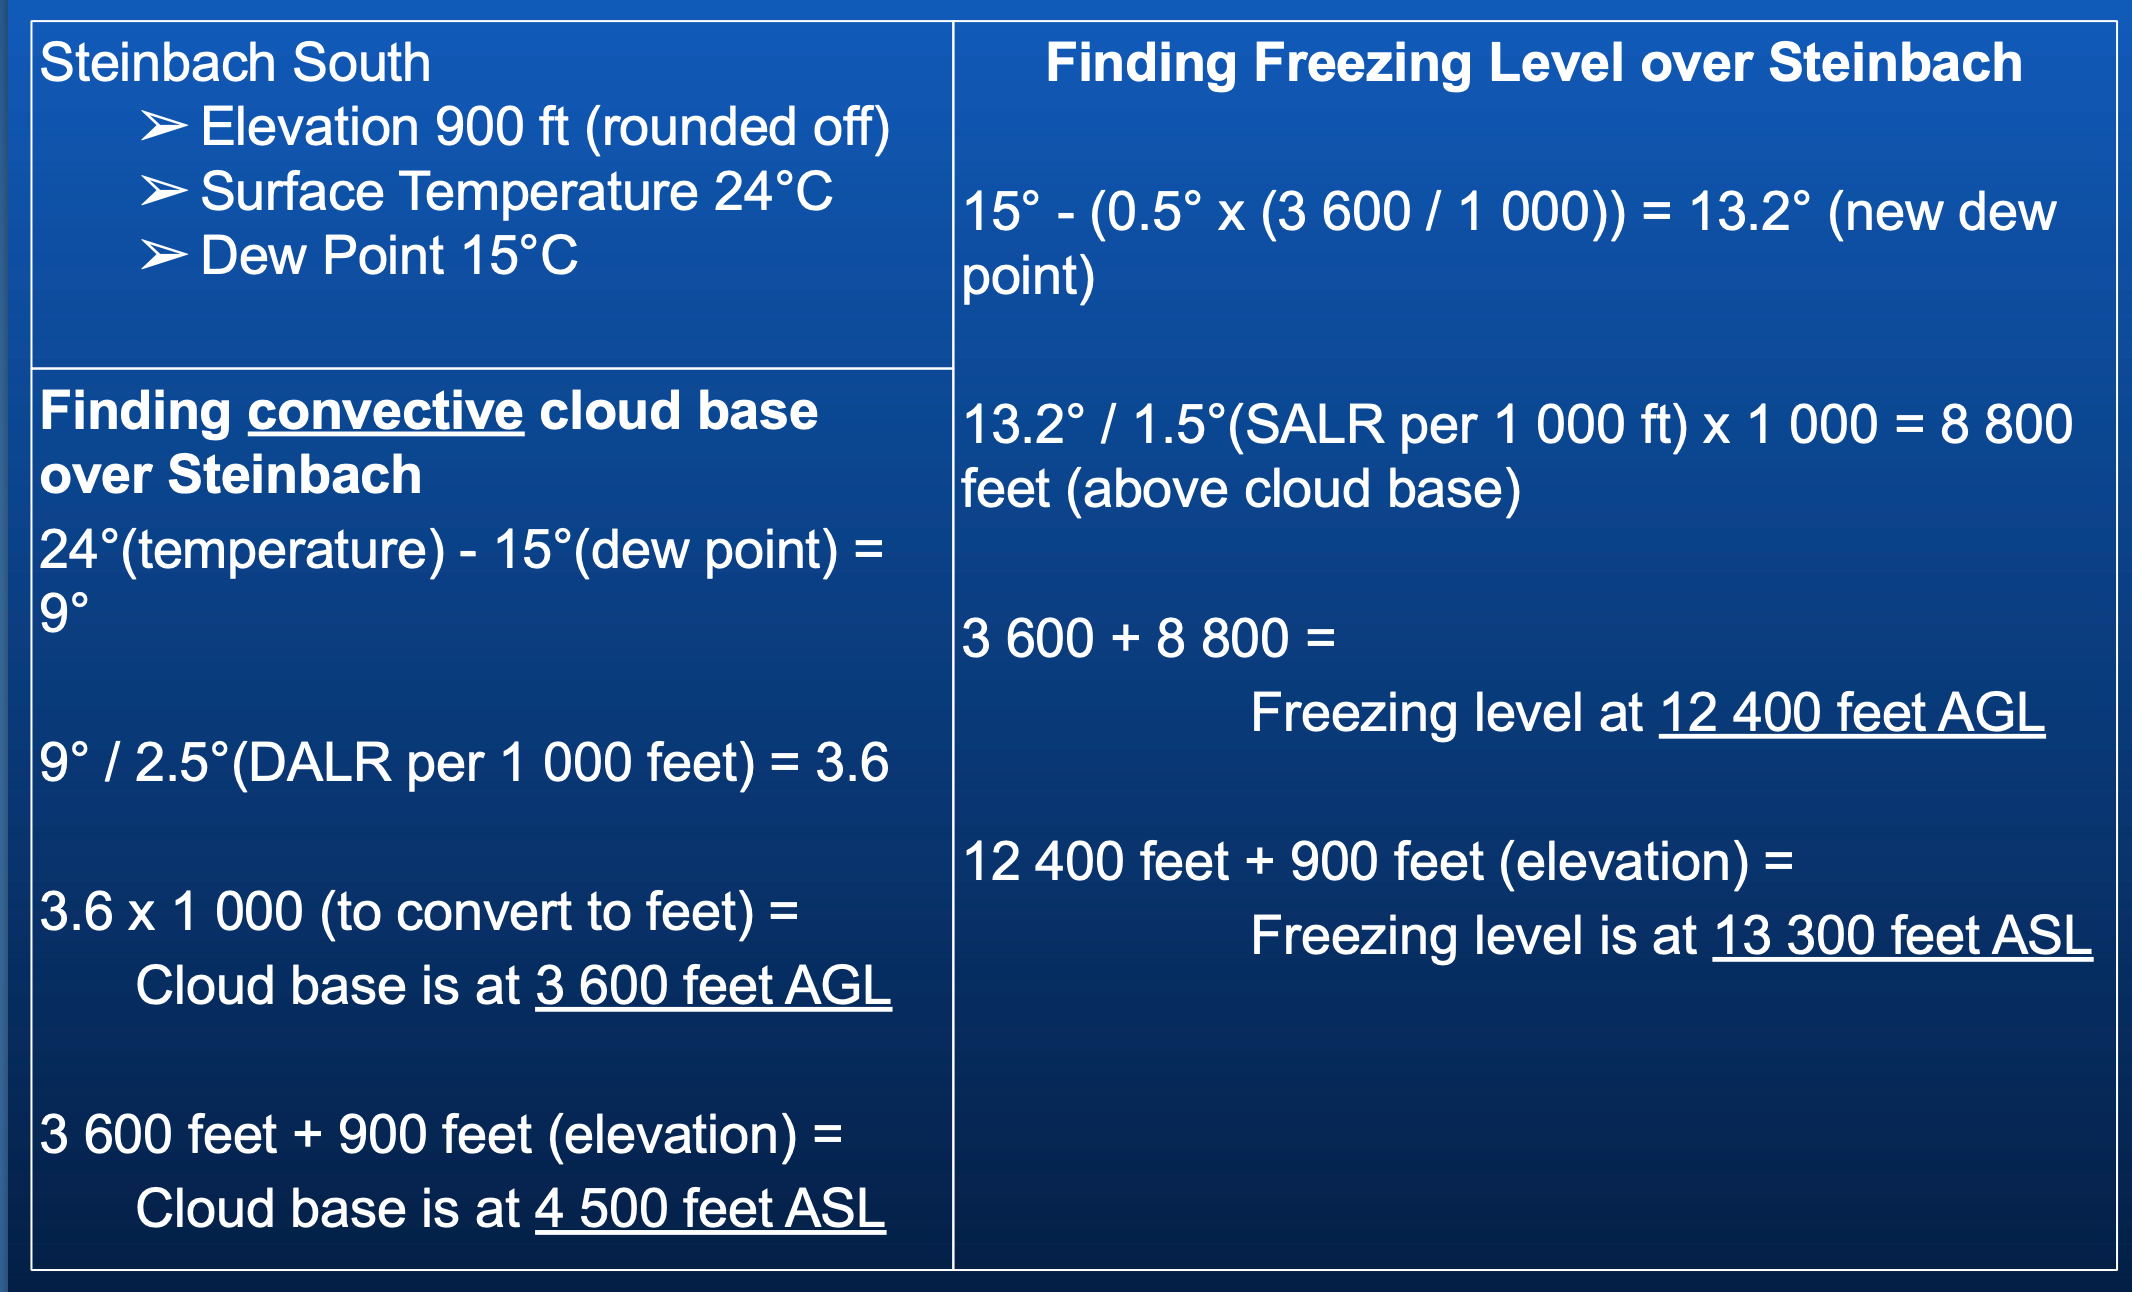 Steinbach South
➢ Elevation 900 ft (rounded off)
➢ Surface Temperature 24°C
➢ Dew Point 15°C
Finding convective cloud base
over Steinbach
24°(temperature) - 15°(dew point) =
9°
9° / 2.5°(DALR per 1 000 feet) = 3.6
3.6 x 1 000 (to convert to feet) =
Cloud base is at 3 600 feet AGL
3 600 feet + 900 feet (elevation) =
Cloud base is at 4 500 feet ASL
Finding Freezing Level over Steinbach
15° - (0.5° x (3 600 / 1 000)) = 13.2° (new dew
point)
13.2° / 1.5°(SALR per 1 000 ft) x 1 000 = 8 800
feet (above cloud base)
3 600 + 8 800 =
Freezing level at 12 400 feet AGL
12 400 feet + 900 feet (elevation) =
Freezing level is at 13 300 feet ASL